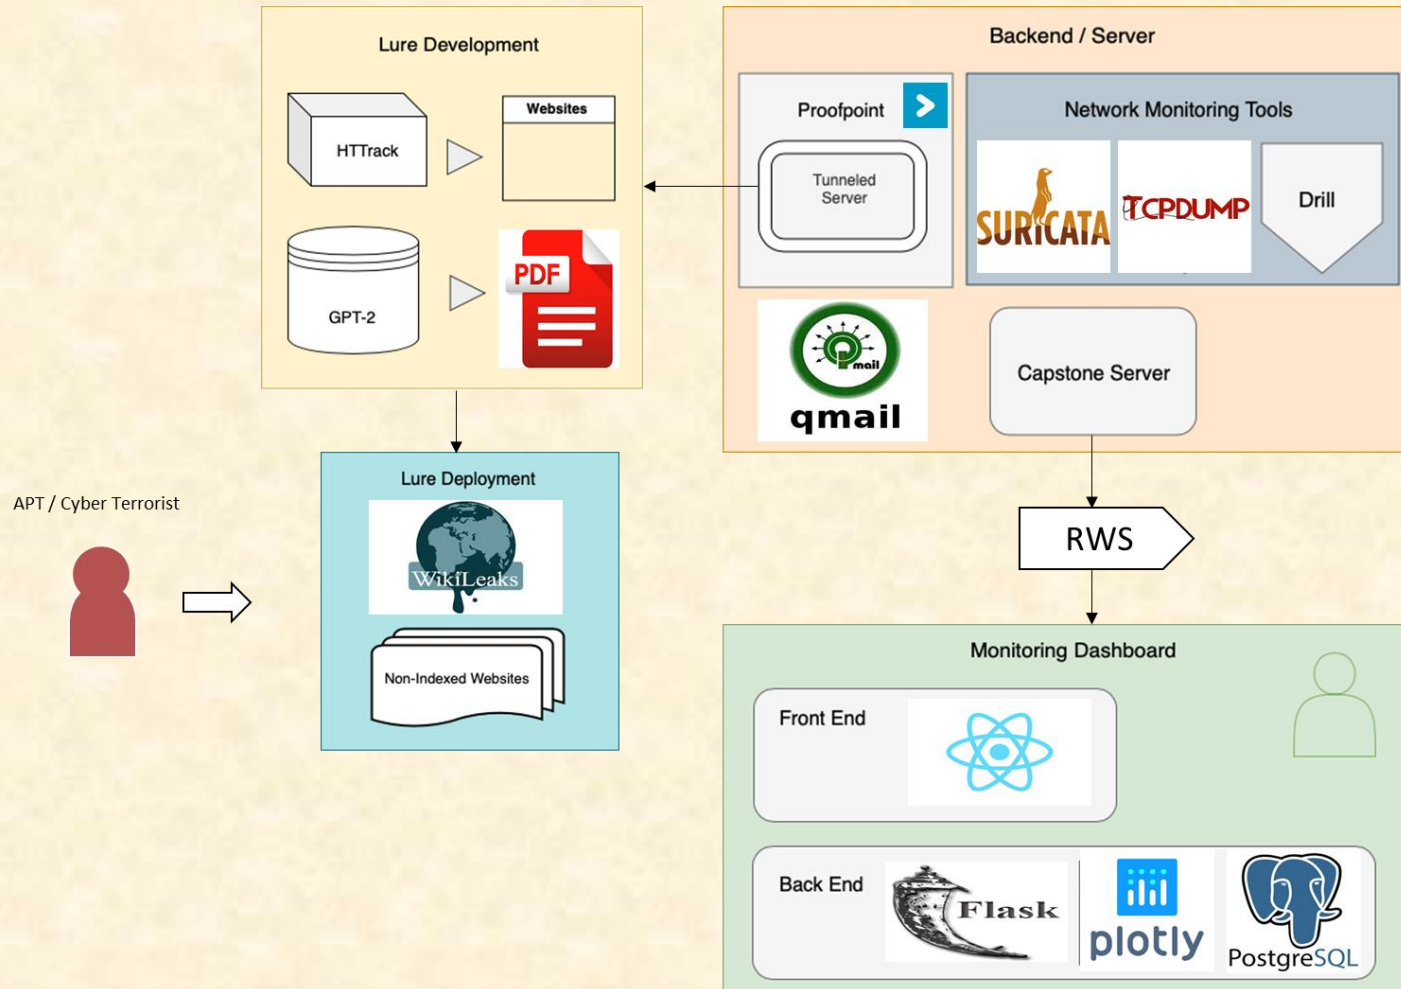 Lure Development
HTTrack
Websites
GPT-2
PDF
Backend / Server
Proofpoint
Tunneled
Server
Network Monitoring Tools
SURICATA
TCPDUMP
Drill
Qmail
qmail
Capstone Server
Lure Deployment
WikiLeaks
Non-Indexed Websites
APT / Cyber Terrorist
RWS
Monitoring Dashboard
Front End
Back End
Flask
plotly
PostgreSQL